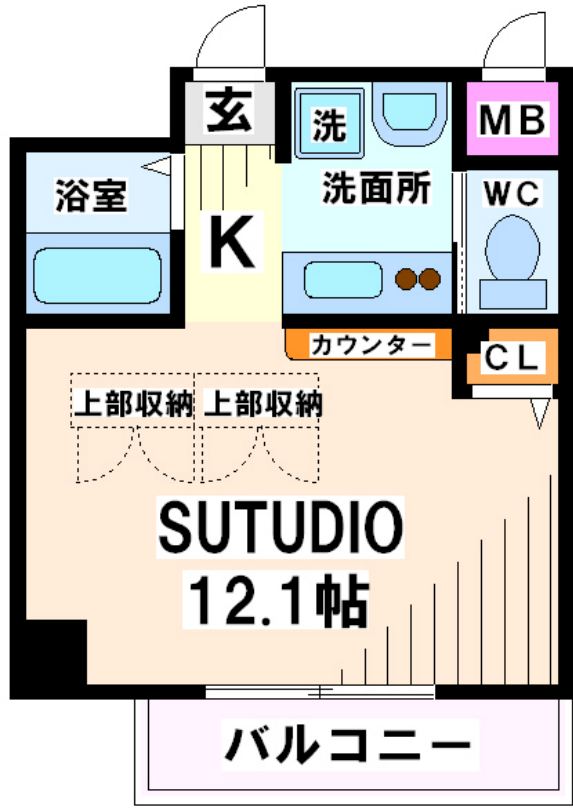 玄
洗
MB
浴室
洗面所
WC
K
カウンター
CL
上部収納 上部収納
SUTUDIO
12.1帖
バルコニー